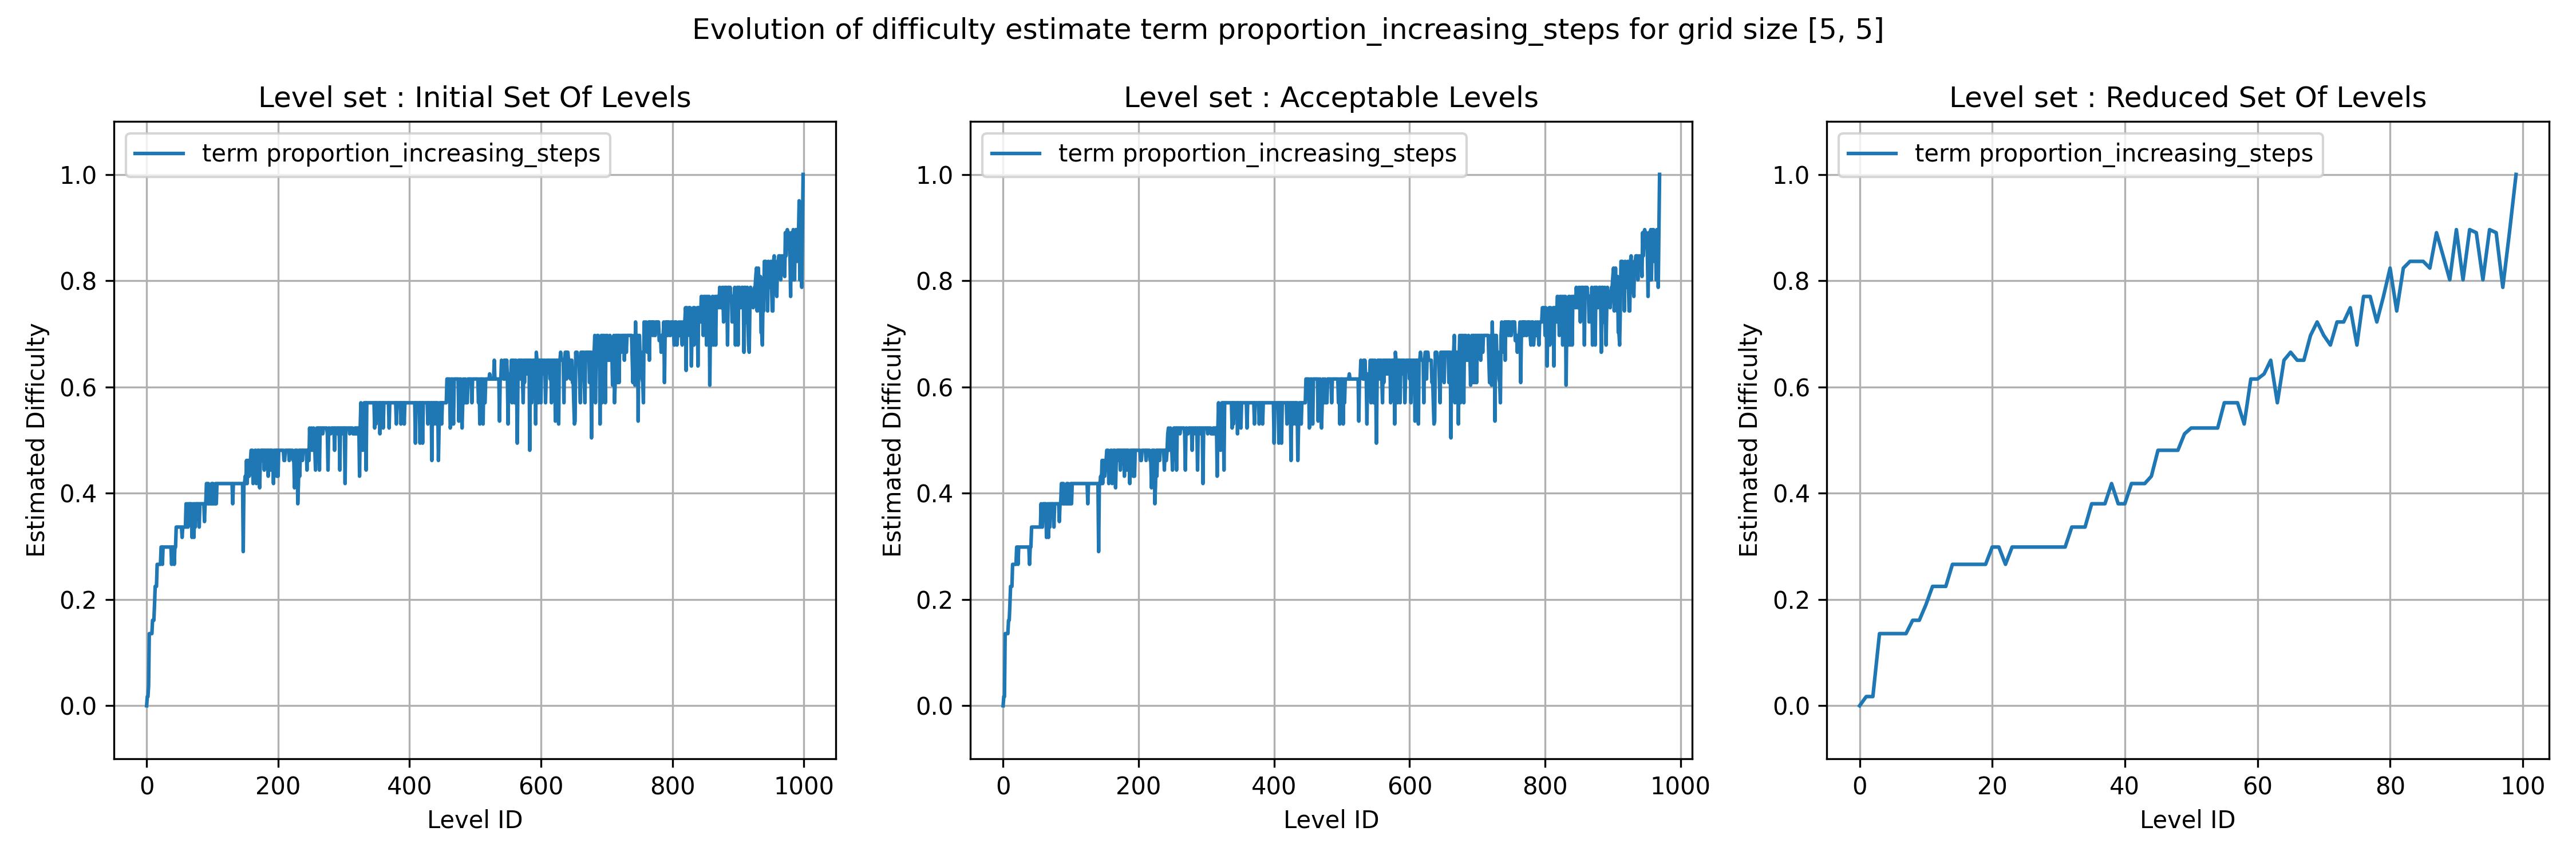 Evolution of difficulty estimate term proportion_increasing_steps for grid size [5, 5]
Level set : Initial Set Of Levels
term proportion_increasing_steps
1.0
0.8
0.6
0.4
0.2
0.0
Estimated Difficulty
0 200 400 600 800 1000
Level ID
Level set : Acceptable Levels
term proportion_increasing_steps
1.0
0.8
0.6
0.4
0.2
0.0
Estimated Difficulty
0 200 400 600 800 1000
Level ID
Level set : Reduced Set Of Levels
term proportion_increasing_steps
1.0
0.8
0.6
0.4
0.2
0.0
Estimated Difficulty
0 20 40 60 80 100
Level ID